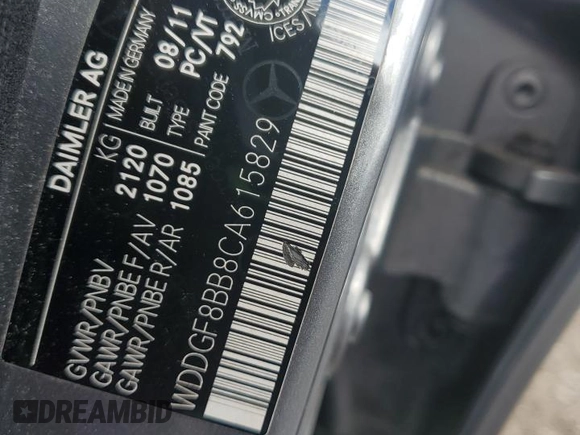 DAIMLER AG
MADE IN GERMANY
KG BUILT 08/11
GVWR/PNBV 2120 TYPE PC/VT
GAWR/PNBE F/AV 1070 PAINT CODE 792
GAWR/PNBE R/AR 1085
WDDGF8BB8CA615829
ICES/
DREAMBID